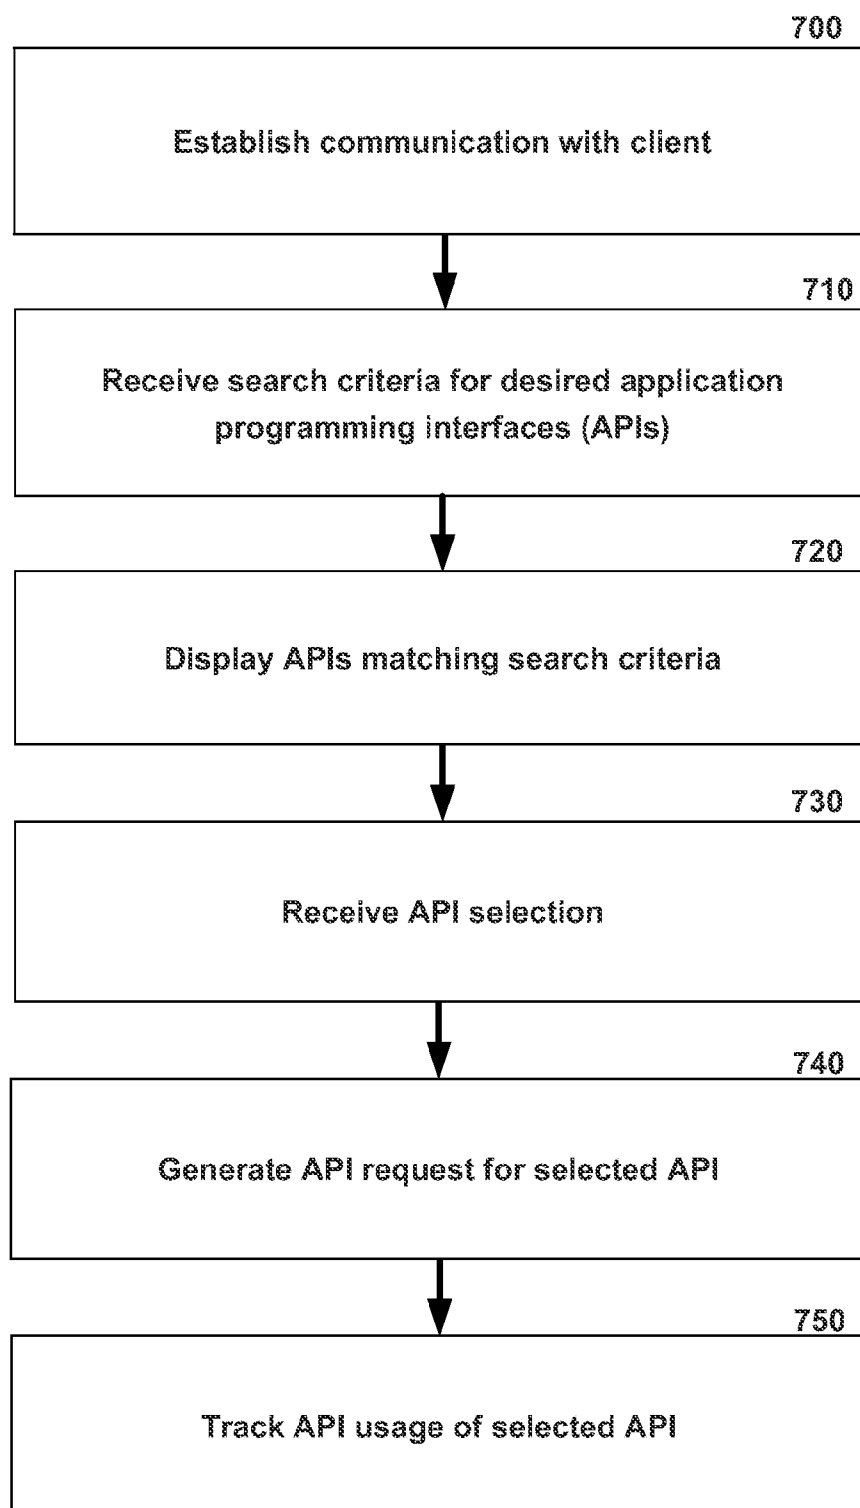 700
Establish communication with client
710
Receive search criteria for desired application
programming interfaces (APIs)
720
Display APIs matching search criteria
730
Receive API selection
740
Generate API request for selected API
750
Track API usage of selected API